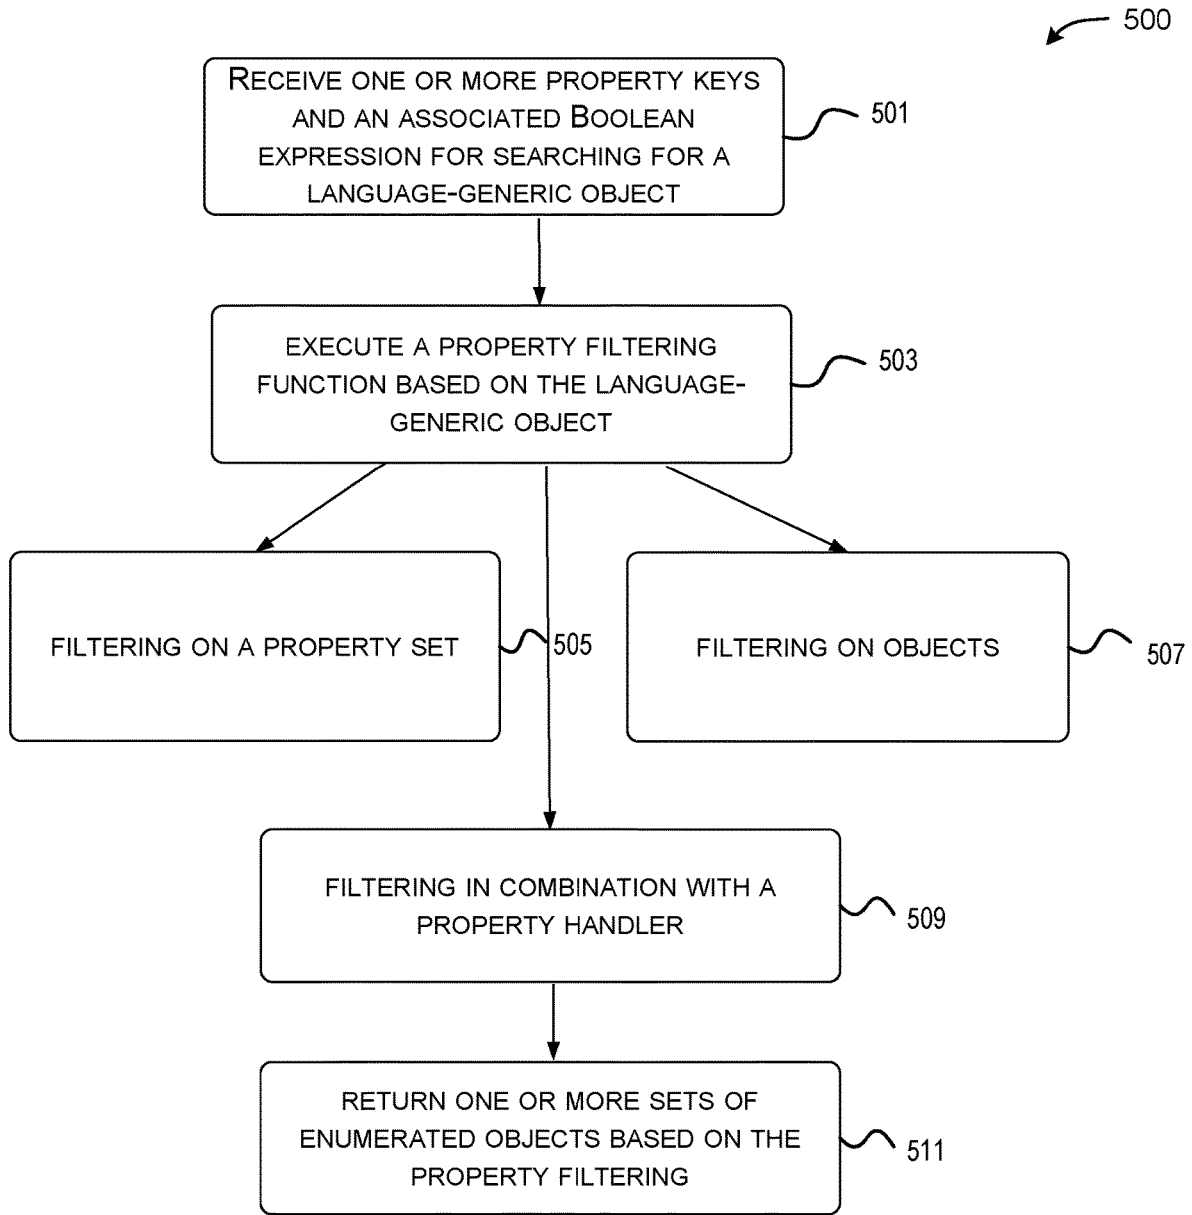 500
RECEIVE ONE OR MORE PROPERTY KEYS
AND AN ASSOCIATED BOOLEAN
EXPRESSION FOR SEARCHING FOR A
LANGUAGE-GENERIC OBJECT
501
EXECUTE A PROPERTY FILTERING
FUNCTION BASED ON THE LANGUAGE-
GENERIC OBJECT
503
FILTERING ON A PROPERTY SET
505
FILTERING ON OBJECTS
507
FILTERING IN COMBINATION WITH A
PROPERTY HANDLER
509
RETURN ONE OR MORE SETS OF
ENUMERATED OBJECTS BASED ON THE
PROPERTY FILTERING
511